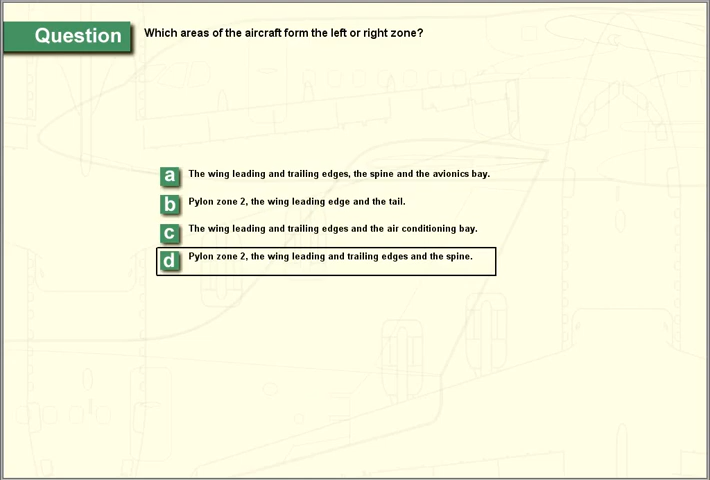 Question
Which areas of the aircraft form the left or right zone?
a The wing leading and trailing edges, the spine and the avionics bay.
b Pylon zone 2, the wing leading edge and the tail.
c The wing leading and trailing edges and the air conditioning bay.
d Pylon zone 2, the wing leading and trailing edges and the spine.